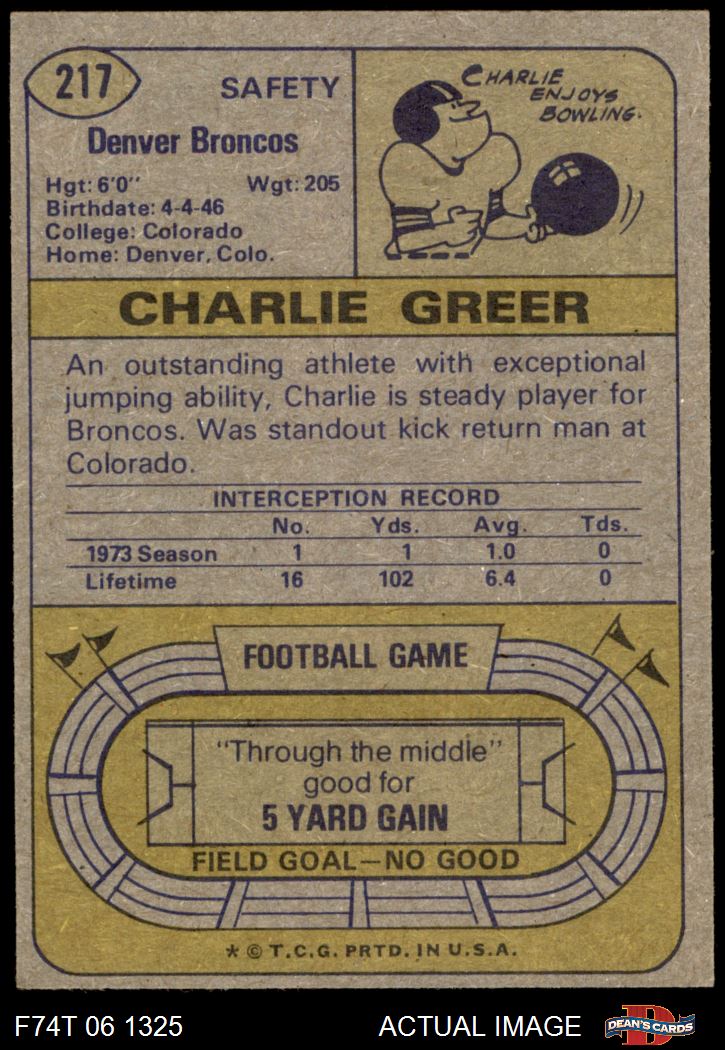 217
SAFETY
Denver Broncos
Hgt: 6'0" Wgt: 205
Birthdate: 4-4-46
College: Colorado
Home: Denver, Colo.
CHARLIE
ENJOYS
BOWLING.
CHARLIE GREER
An outstanding athlete with exceptional
jumping ability, Charlie is steady player for
Broncos. Was standout kick return man at
Colorado.
INTERCEPTION RECORD
No. Yds. Avg. Tds.
1973 Season 1 1 1.0 0
Lifetime 16 102 6.4 0
FOOTBALL GAME
"Through the middle"
good for
5 YARD GAIN
FIELD GOAL—NO GOOD
* © T.C.G. PRTD. IN U.S.A.
F74T 06 1325 ACTUAL IMAGE D DEAN'S CARDS